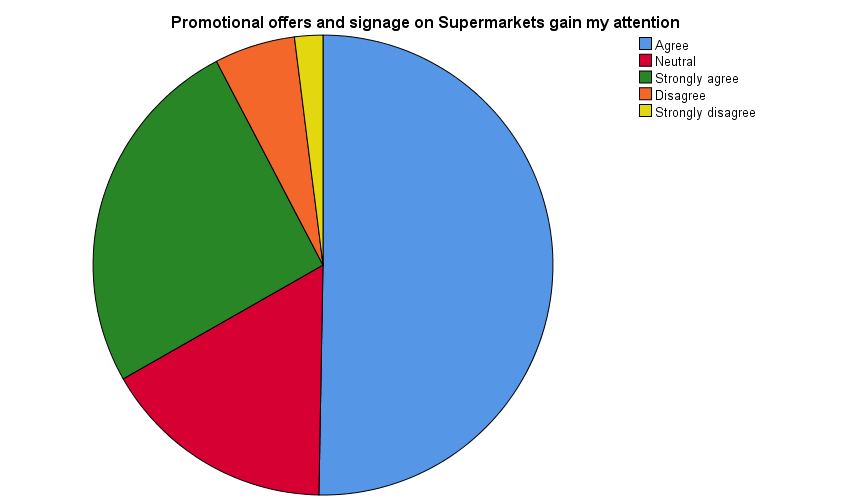 Promotional offers and signage on Supermarkets gain my attention
Agree
Neutral
Strongly agree
Disagree
Strongly disagree